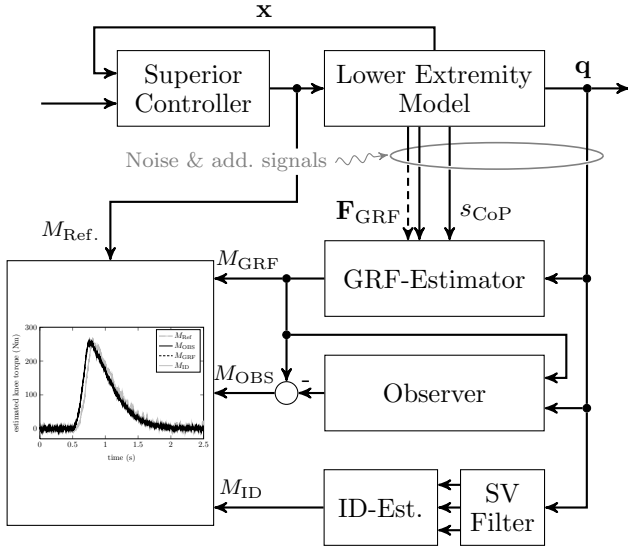 x
Superior
Controller
Lower Extremity
Model
q
Noise & add. signals
F_GRF
s_CoP
M_Ref.
M_GRF
GRF-Estimator
M_OBS
-
Observer
M_ID
ID-Est.
SV
Filter
estimated knee torque (Nm)
300
200
100
0
0 0.5 1 1.5 2 2.5
time (s)
M_Ref
M_OBS
M_GRF
M_ID